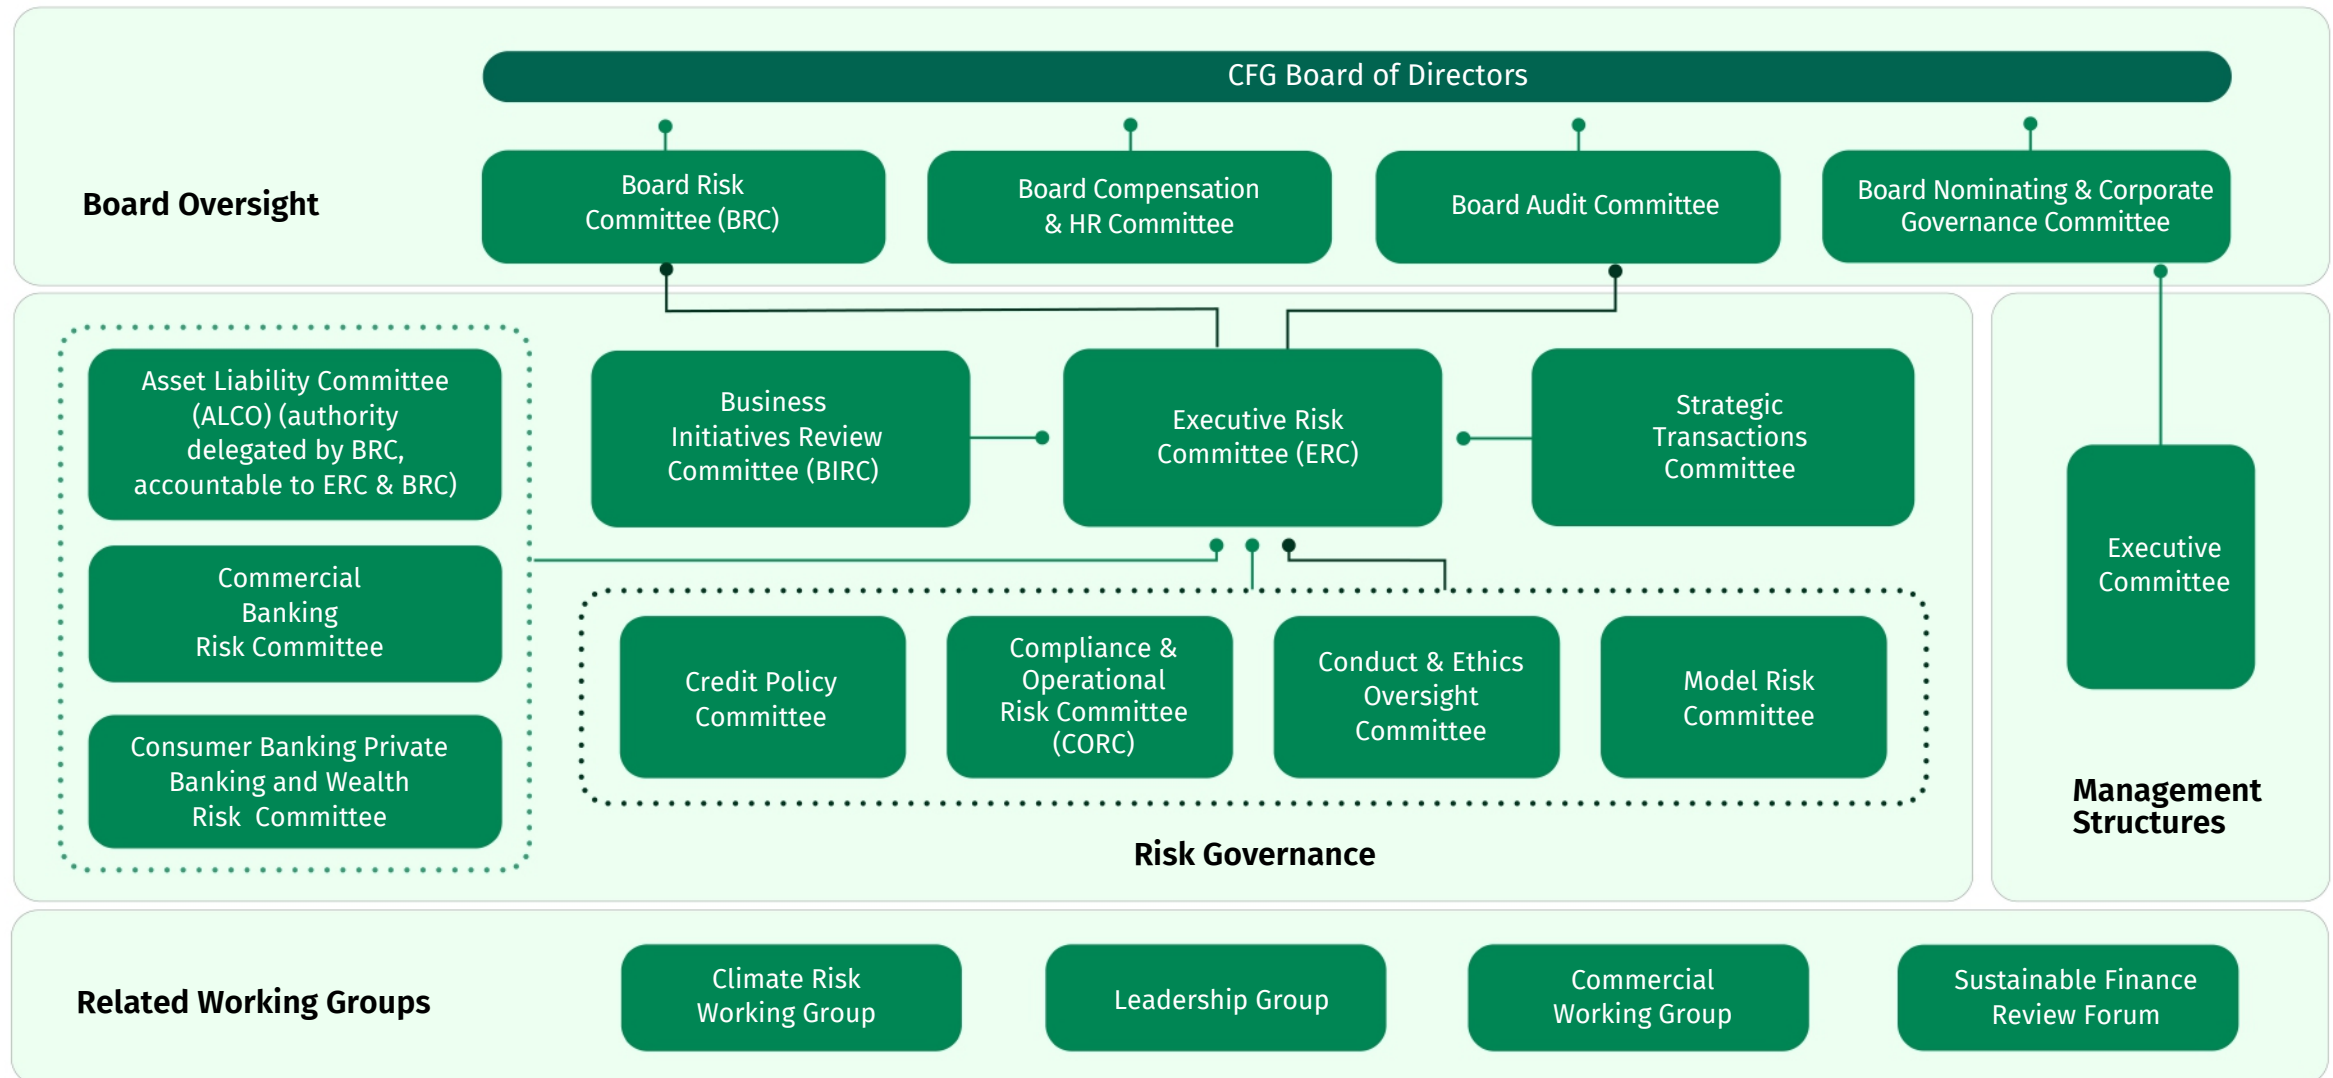 CFG Board of Directors
Board Oversight
Board Risk
Committee (BRC)
Board Compensation
& HR Committee
Board Audit Committee
Board Nominating & Corporate
Governance Committee
Asset Liability Committee
(ALCO) (authority
delegated by BRC,
accountable to ERC & BRC)
Commercial
Banking
Risk Committee
Consumer Banking Private
Banking and Wealth
Risk  Committee
Business
Initiatives Review
Committee (BIRC)
Executive Risk
Committee (ERC)
Strategic
Transactions
Committee
Credit Policy
Committee
Compliance &
Operational
Risk Committee
(CORC)
Conduct & Ethics
Oversight
Committee
Model Risk
Committee
Risk Governance
Executive
Committee
Management
Structures
Related Working Groups
Climate Risk
Working Group
Leadership Group
Commercial
Working Group
Sustainable Finance
Review Forum